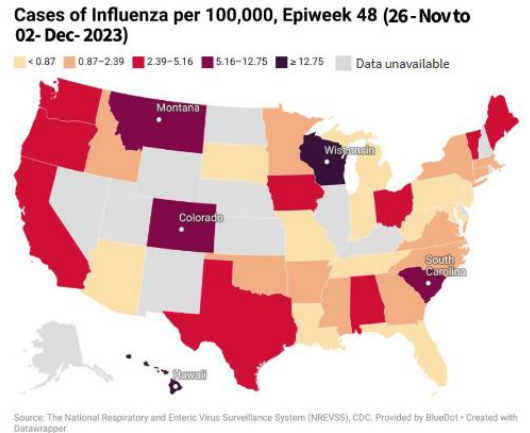 Cases of Influenza per 100,000, Epiweek 48 (26-Nov to
02-Dec-2023)
< 0.87 0.87–2.39 2.39–5.16 5.16–12.75 ≥ 12.75 Data unavailable
Montana
Wisconsin
Colorado
South
Carolina
Hawaii
Source: The National Respiratory and Enteric Virus Surveillance System (NREVSS), CDC. Provided by BlueDot • Created with
Datawrapper